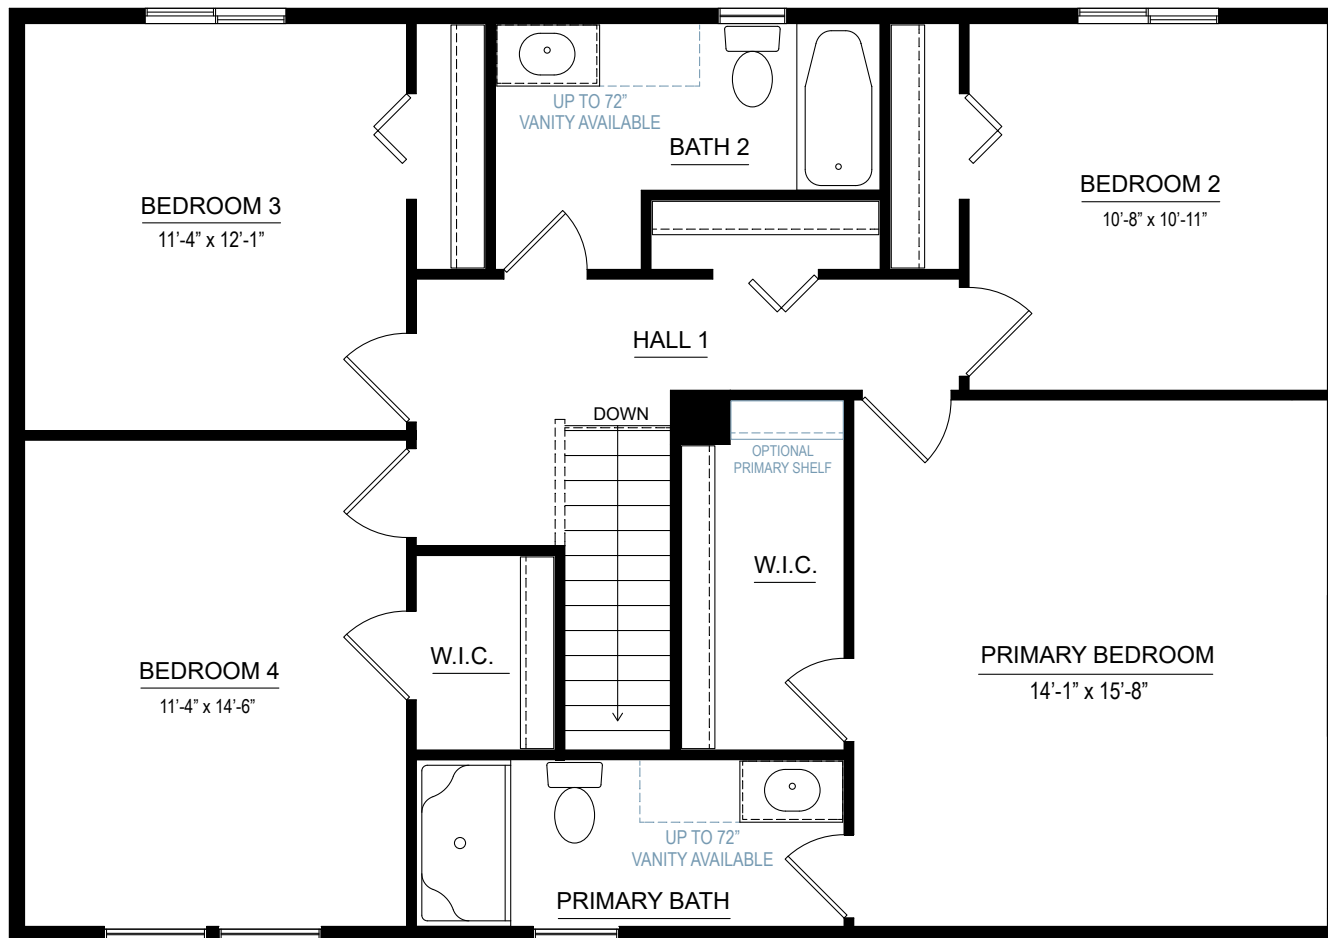 UP TO 72”
VANITY AVAILABLE
BATH 2
BEDROOM 3
11’-4” x 12’-1”
BEDROOM 2
10’-8” x 10’-11”
HALL 1
DOWN
OPTIONAL
PRIMARY SHELF
W.I.C.
W.I.C.
BEDROOM 4
11’-4” x 14’-6”
PRIMARY BEDROOM
14’-1” x 15’-8”
UP TO 72”
VANITY AVAILABLE
PRIMARY BATH